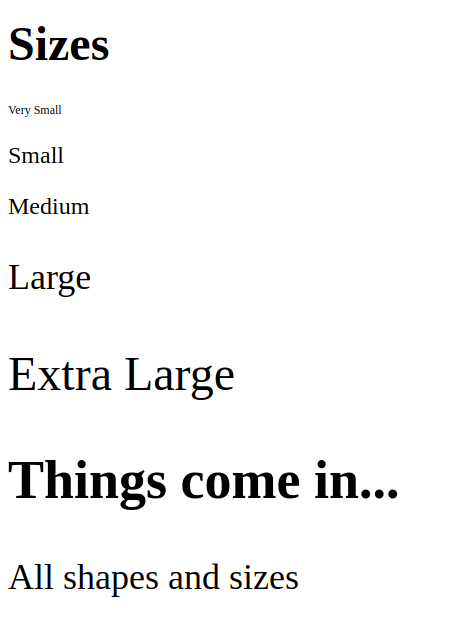 Sizes
Very Small
Small
Medium
Large
Extra Large
Things come in...
All shapes and sizes